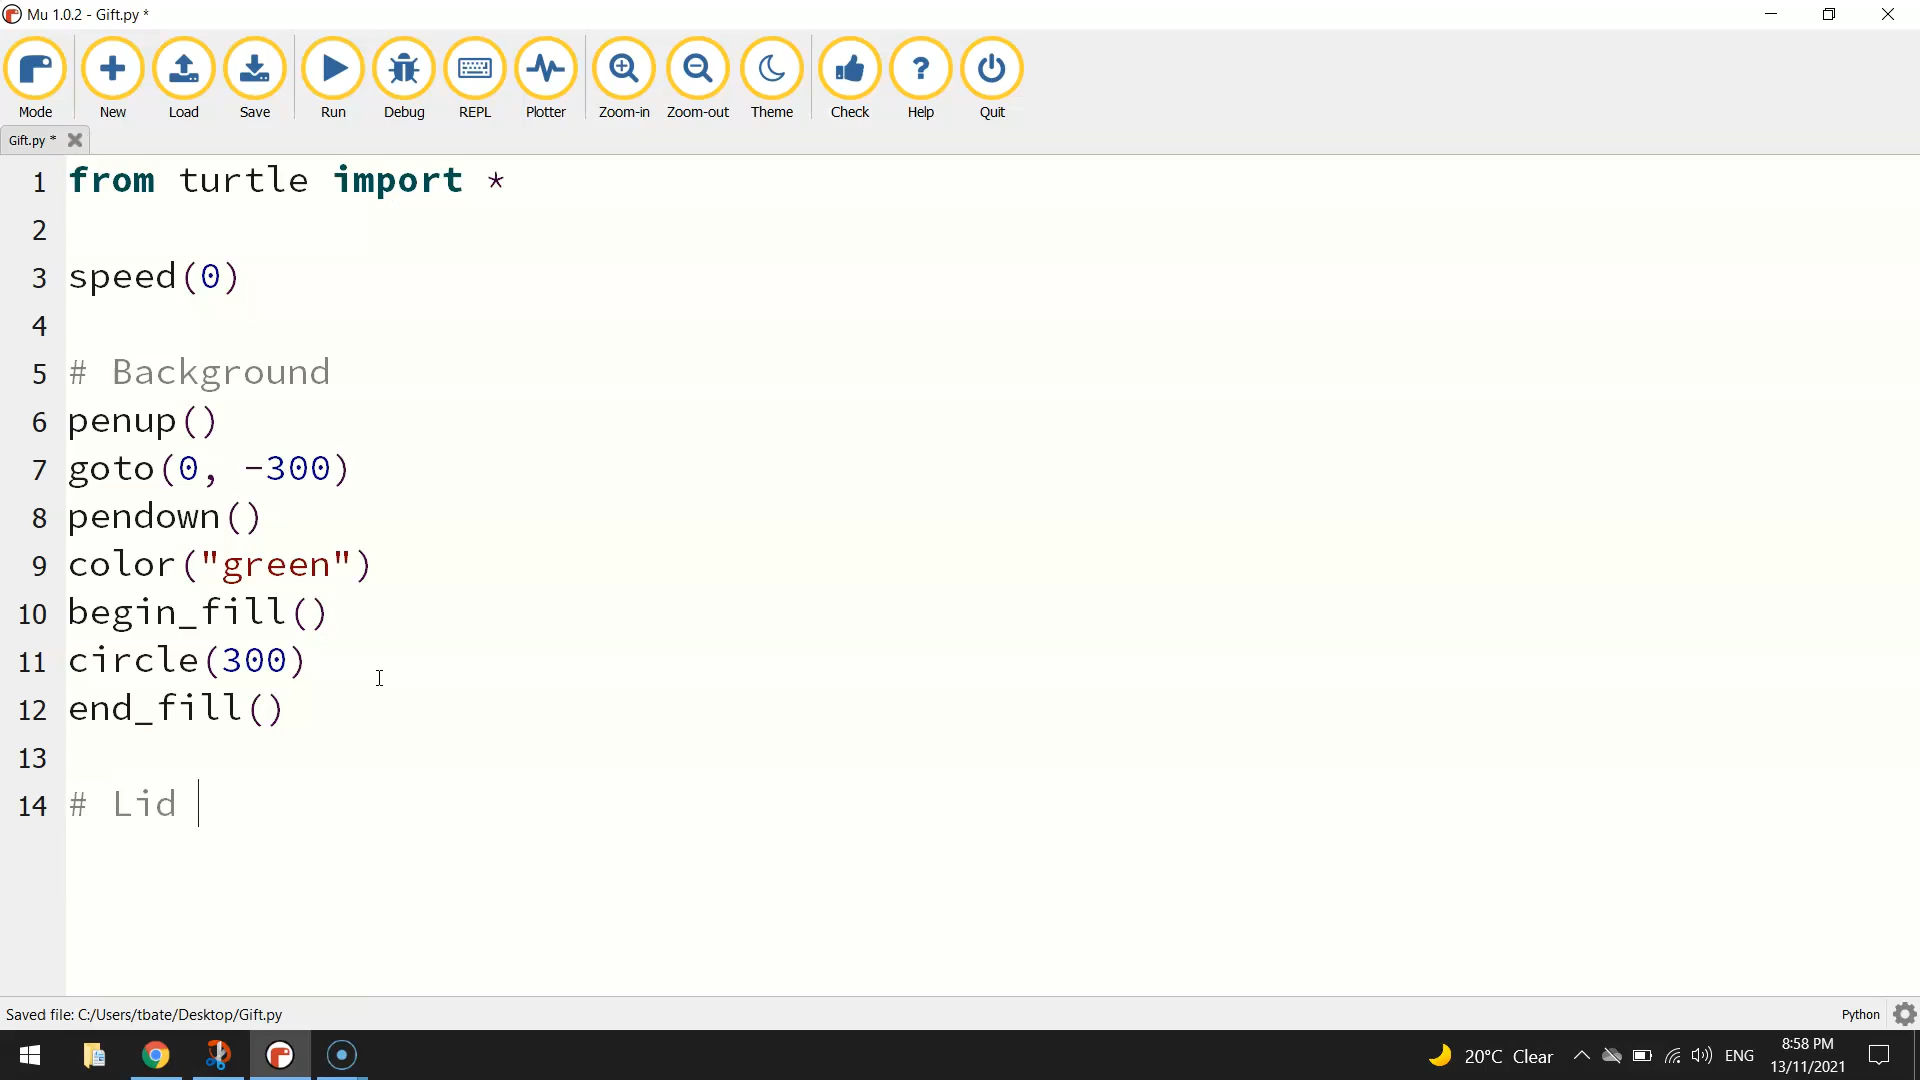 Mu 1.0.2 - Gift.py *
Mode New Load Save Run Debug REPL Plotter Zoom-in Zoom-out Theme Check Help Quit
Gift.py *
1 from turtle import *
2
3 speed(0)
4
5 # Background
6 penup()
7 goto(0, -300)
8 pendown()
9 color("green")
10 begin_fill()
11 circle(300)
12 end_fill()
13
14 # Lid
Saved file: C:/Users/tbate/Desktop/Gift.py Python
20°C Clear ENG 8:58 PM
13/11/2021